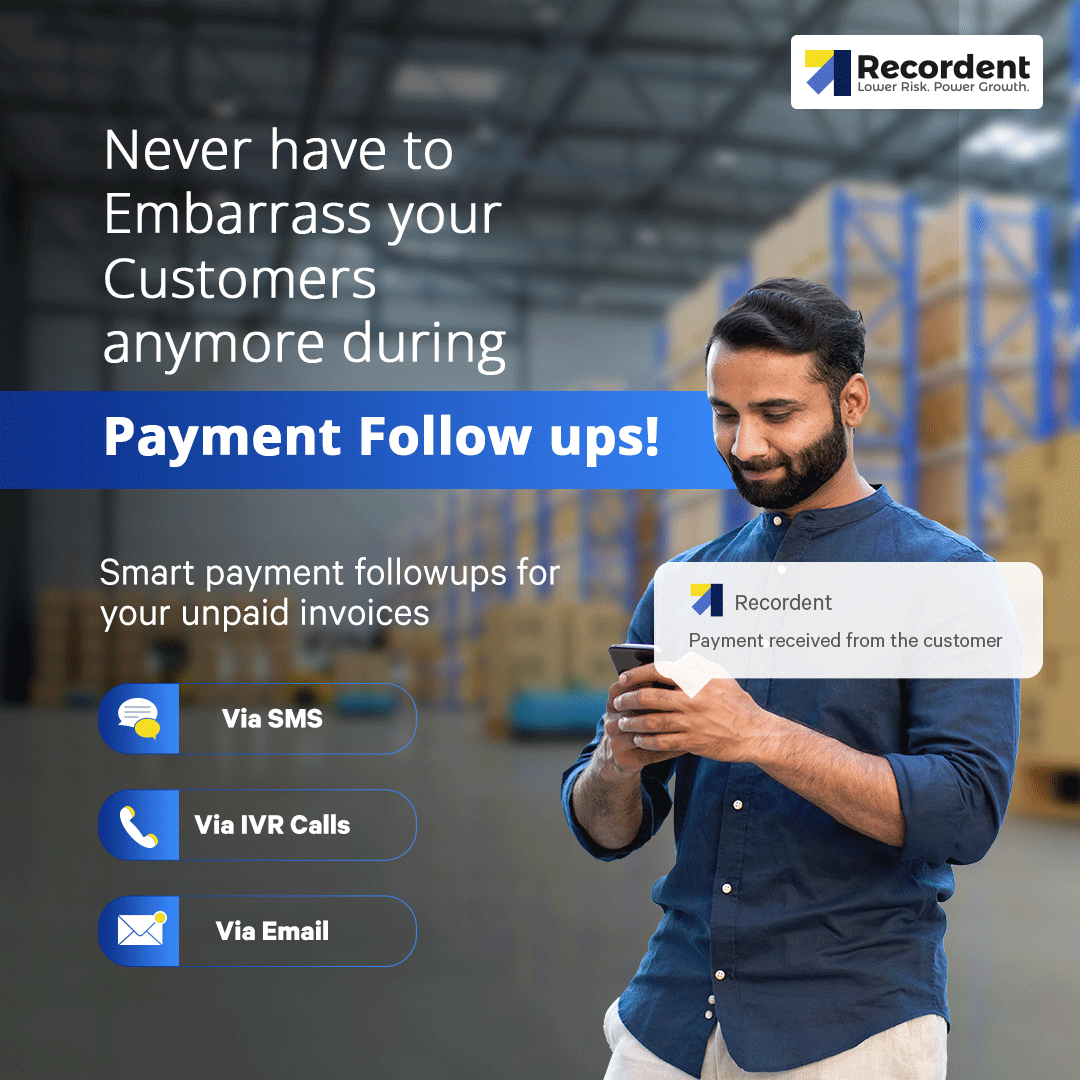 Recordent
Lower Risk. Power Growth.
Never have to
Embarrass your
Customers
anymore during
Payment Follow ups!
Smart payment followups for
your unpaid invoices
Recordent
Payment received from the customer
Via SMS
Via IVR Calls
Via Email